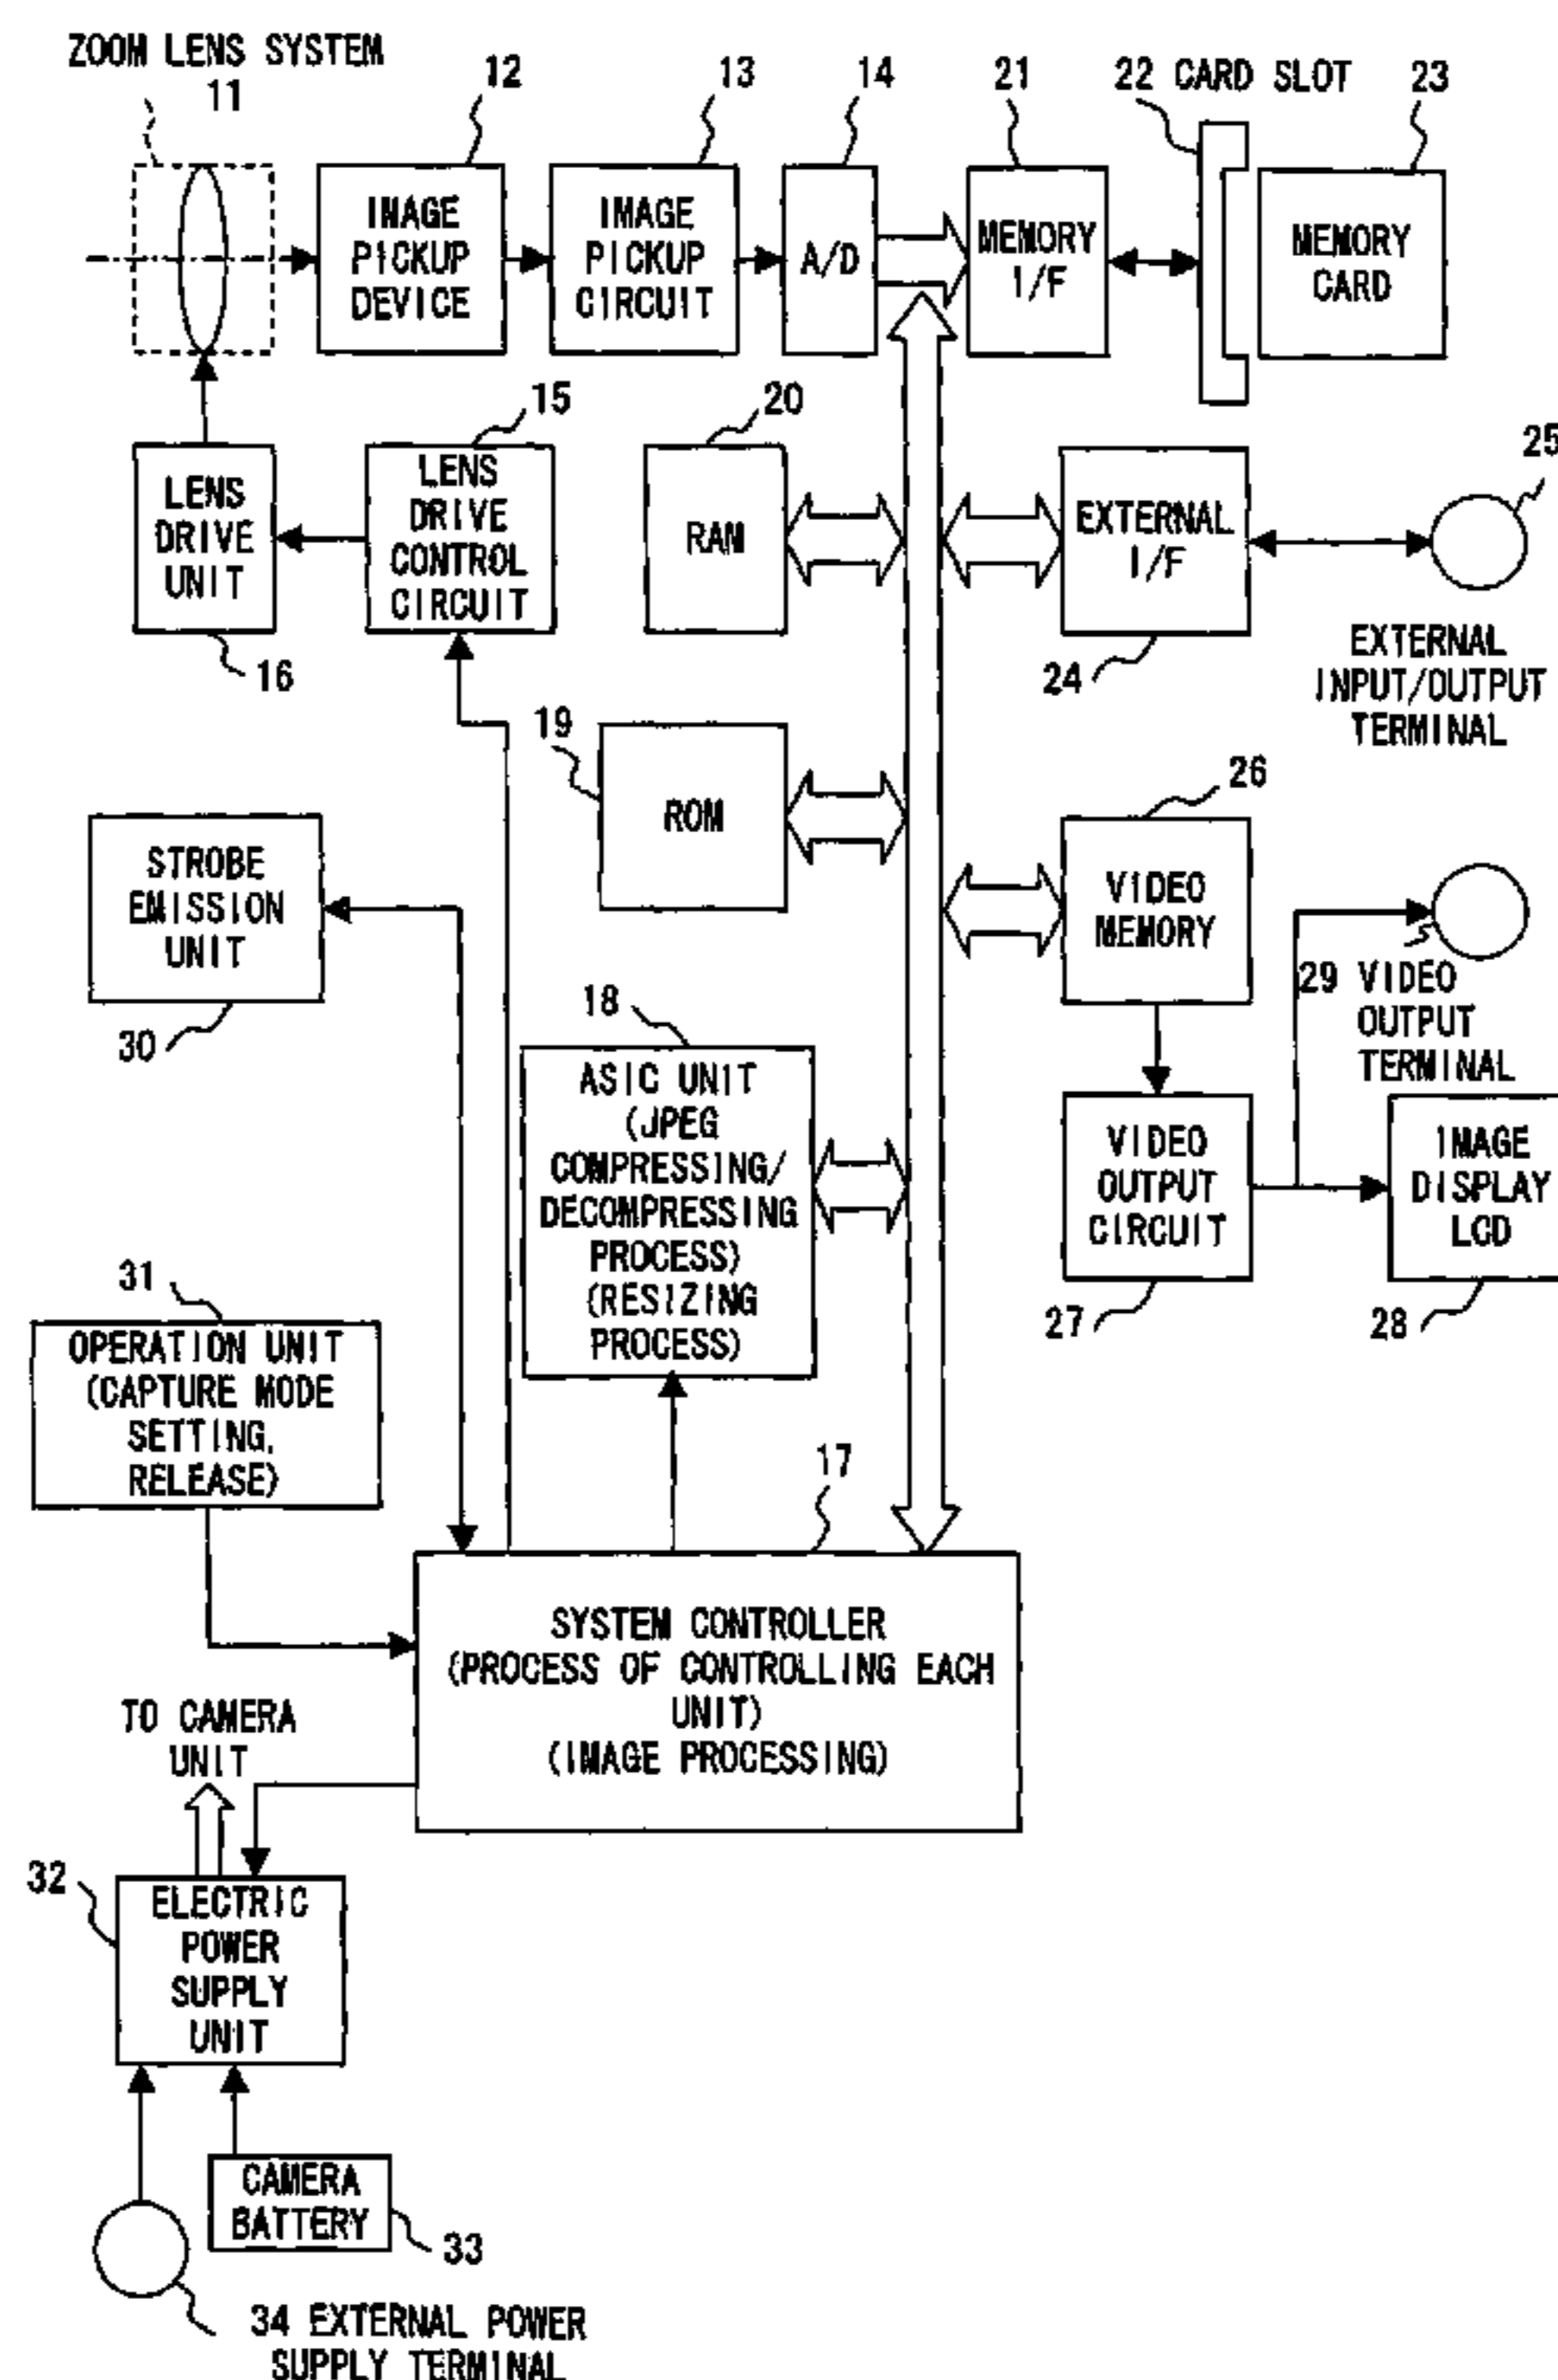 ZOOM LENS SYSTEM
11
12
13
14
21
22 CARD SLOT
23
IMAGE
PICKUP
DEVICE
IMAGE
PICKUP
CIRCUIT
A/D
MEMORY
I/F
MEMORY
CARD
15
20
25
LENS
DRIVE
UNIT
LENS
DRIVE
CONTROL
CIRCUIT
RAM
EXTERNAL
I/F
16
24
EXTERNAL
INPUT/OUTPUT
TERMINAL
19
26
ROM
STROBE
EMISSION
UNIT
VIDEO
MEMORY
30
18
29 VIDEO
OUTPUT
TERMINAL
ASIC UNIT
(JPEG
COMPRESSING/
DECOMPRESSING
PROCESS)
(RESIZING
PROCESS)
VIDEO
OUTPUT
CIRCUIT
IMAGE
DISPLAY
LCD
31
27
28
OPERATION UNIT
(CAPTURE MODE
SETTING,
RELEASE)
17
SYSTEM CONTROLLER
(PROCESS OF CONTROLLING EACH
UNIT)
(IMAGE PROCESSING)
TO CAMERA
UNIT
32
ELECTRIC
POWER
SUPPLY
UNIT
CAMERA
BATTERY
33
34 EXTERNAL POWER
SUPPLY TERMINAL